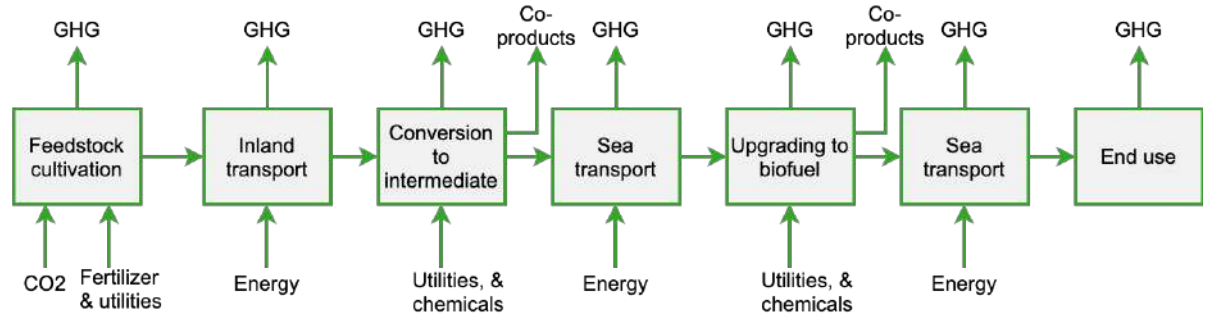 GHG
GHG
GHG
Co-
products
GHG
GHG
Co-
products
GHG
GHG
Feedstock
cultivation
Inland
transport
Conversion
to
intermediate
Sea
transport
Upgrading to
biofuel
Sea
transport
End use
CO2
Fertilizer
& utilities
Energy
Utilities, &
chemicals
Energy
Utilities, &
chemicals
Energy